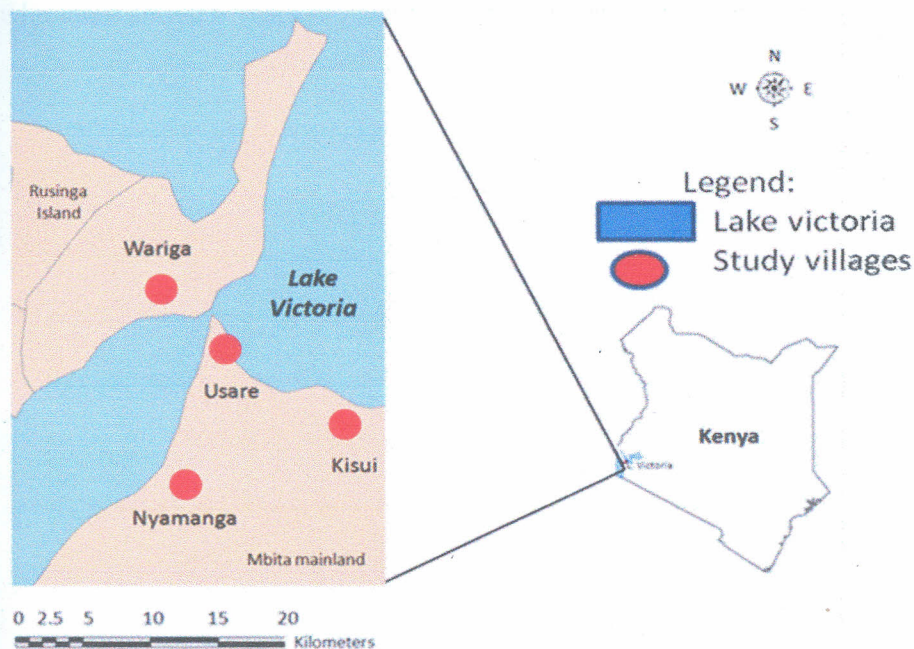 Rusinga
Island
Wariga
Lake
Victoria
Usare
Kisui
Nyamanga
Mbita mainland
0 2.5 5 10 15 20
Kilometers
N
W E
S
Legend:
Lake victoria
Study villages
Kenya
Victoria